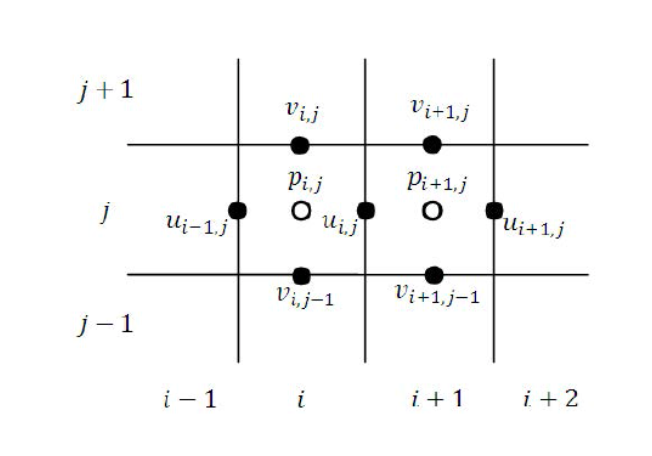 j + 1
v_{i,j} v_{i+1,j}
p_{i,j} p_{i+1,j}
j u_{i-1,j} u_{i,j} u_{i+1,j}
v_{i,j-1} v_{i+1,j-1}
j − 1
i − 1 i i + 1 i + 2